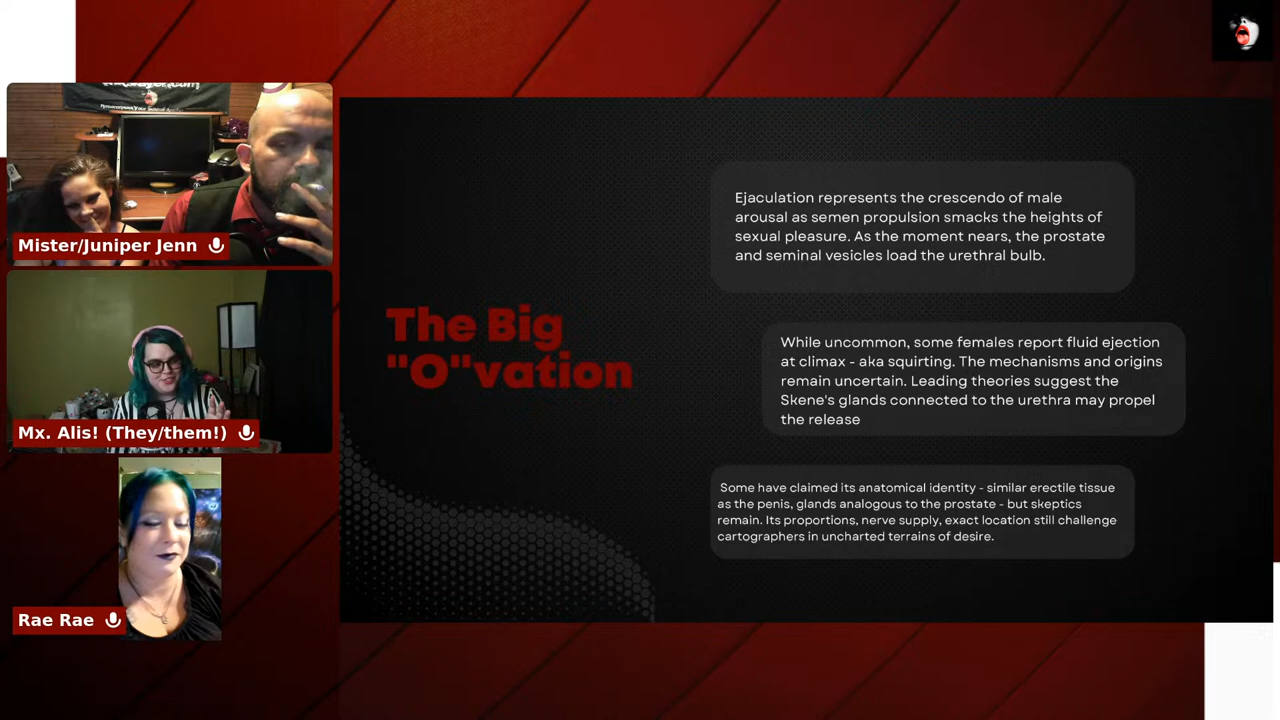 Mister/Juniper Jenn
Mx. Alis! (They/them!)
Rae Rae
The Big
"O"vation
Ejaculation represents the crescendo of male
arousal as semen propulsion smacks the heights of
sexual pleasure. As the moment nears, the prostate
and seminal vesicles load the urethral bulb.
While uncommon, some females report fluid ejection
at climax - aka squirting. The mechanisms and origins
remain uncertain. Leading theories suggest the
Skene's glands connected to the urethra may propel
the release
Some have claimed its anatomical identity - similar erectile tissue
as the penis, glands analogous to the prostate - but skeptics
remain. Its proportions, nerve supply, exact location still challenge
cartographers in uncharted terrains of desire.